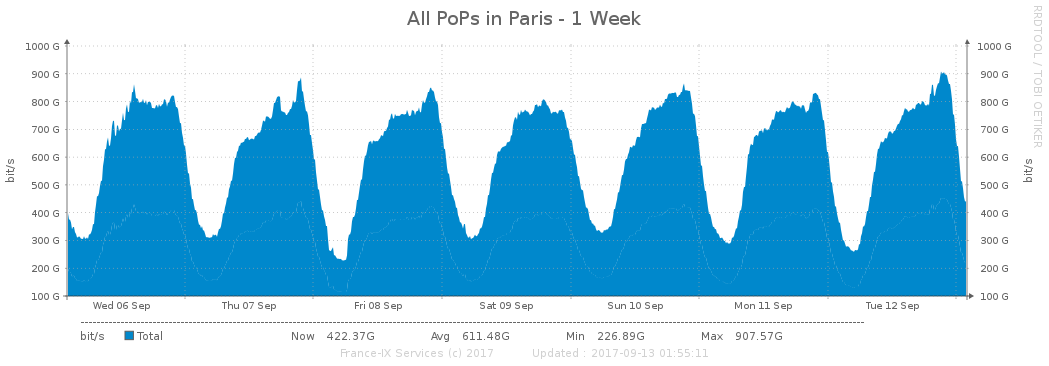 All PoPs in Paris - 1 Week
RRDTOOL / TOBI OETIKER
1000 G 1000 G
900 G 900 G
800 G 800 G
700 G 700 G
600 G 600 G
500 G 500 G
400 G 400 G
300 G 300 G
200 G 200 G
100 G 100 G
bit/s bit/s
Wed 06 Sep Thu 07 Sep Fri 08 Sep Sat 09 Sep Sun 10 Sep Mon 11 Sep Tue 12 Sep
bit/s Total Now 422.37G Avg 611.48G Min 226.89G Max 907.57G
France-IX Services (c) 2017 Updated : 2017-09-13 01:55:11